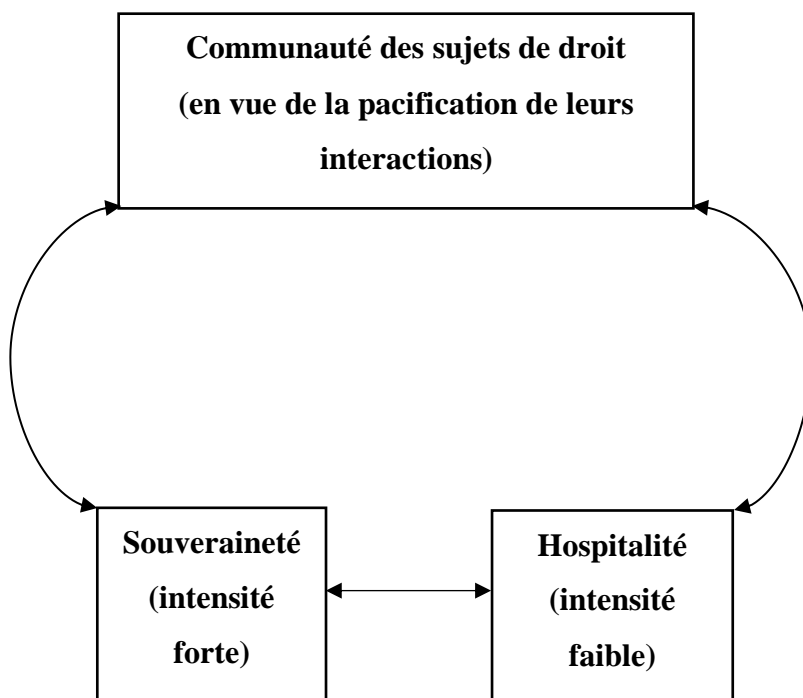 Communauté des sujets de droit
(en vue de la pacification de leurs
interactions)
Souveraineté
(intensité
forte)
Hospitalité
(intensité
faible)